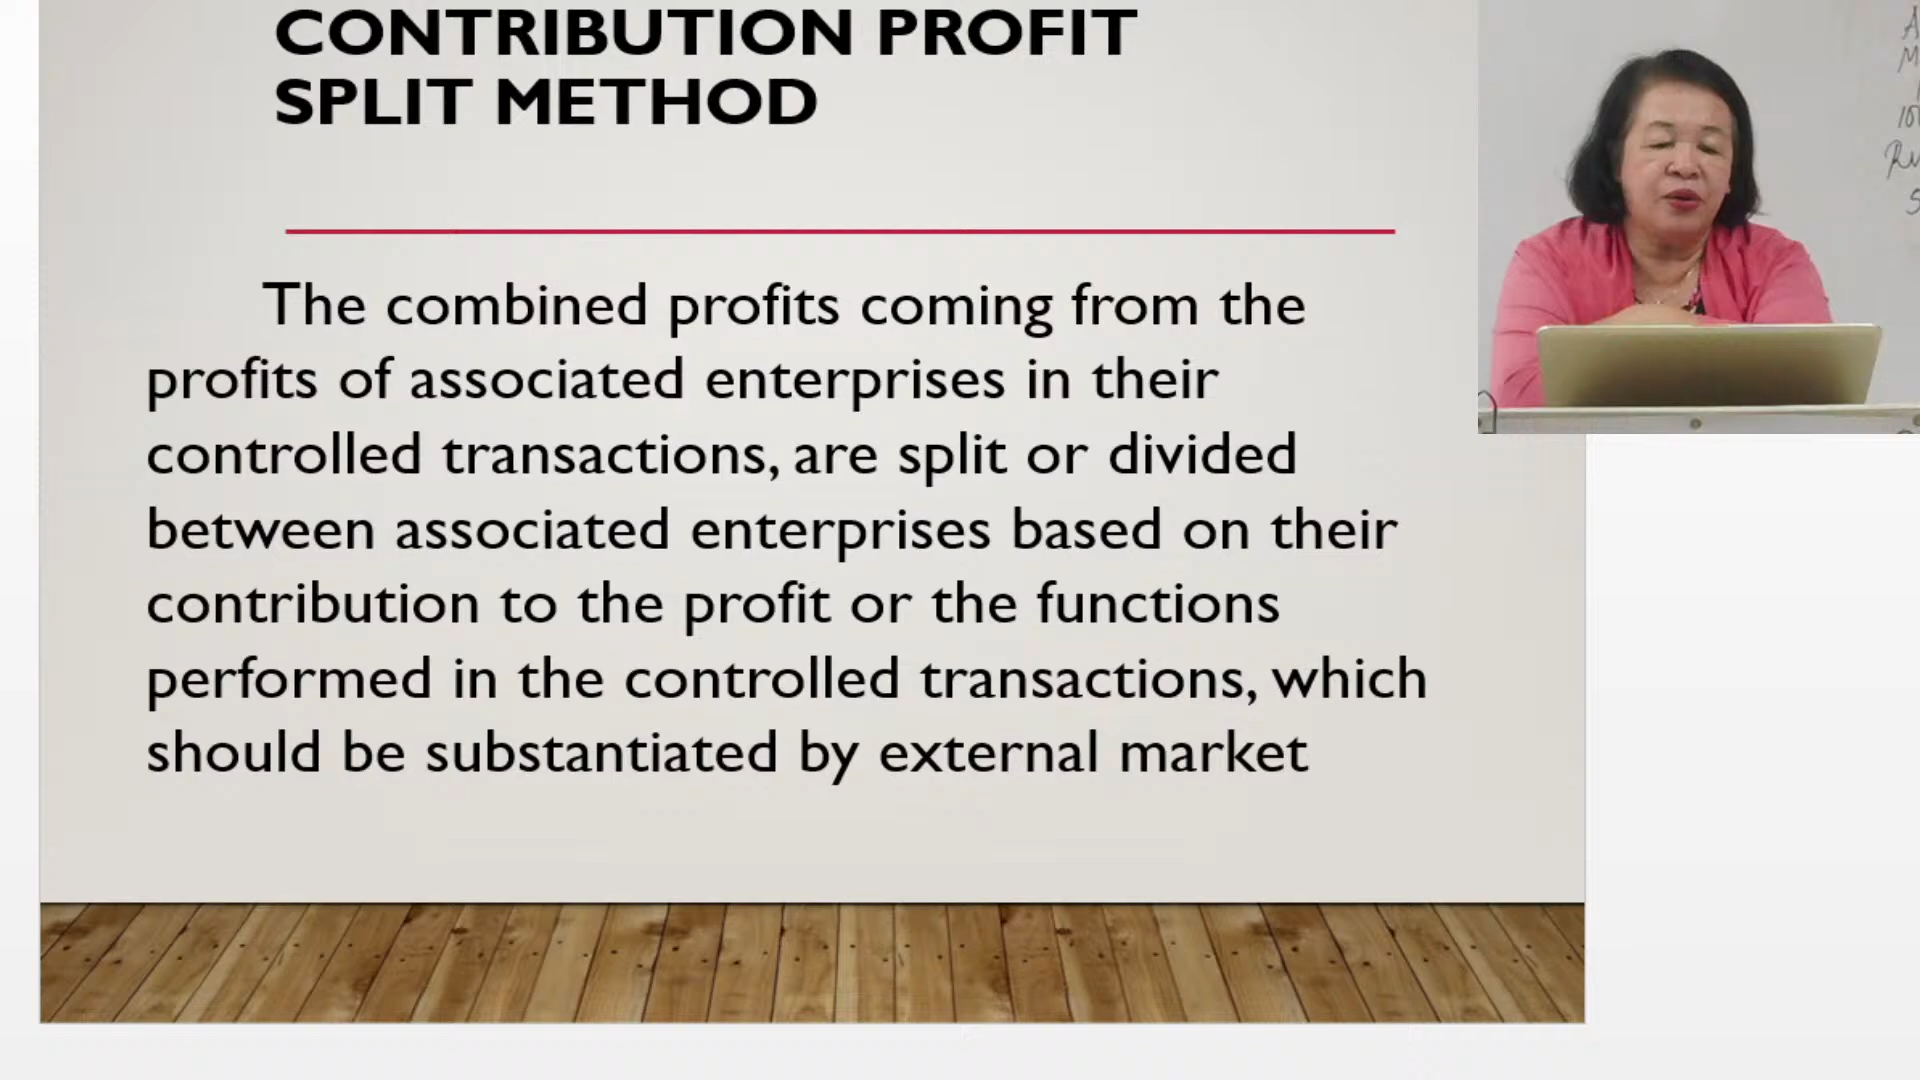 CONTRIBUTION PROFIT
SPLIT METHOD
The combined profits coming from the
profits of associated enterprises in their
controlled transactions, are split or divided
between associated enterprises based on their
contribution to the profit or the functions
performed in the controlled transactions, which
should be substantiated by external market